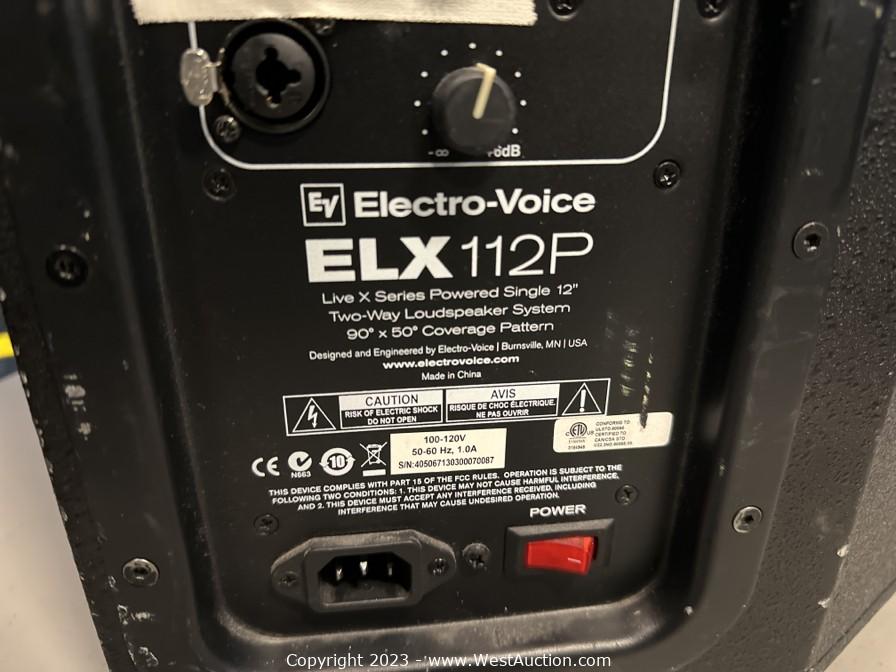 -∞ +6dB
EV Electro-Voice
ELX112P
Live X Series Powered Single 12"
Two-Way Loudspeaker System
90° x 50° Coverage Pattern
Designed and Engineered by Electro-Voice | Burnsville, MN | USA
www.electrovoice.com
Made in China
CAUTION
RISK OF ELECTRIC SHOCK
DO NOT OPEN
AVIS
RISQUE DE CHOC ÉLECTRIQUE.
NE PAS OUVRIR
CONFORMS TO
CERTIFIED TO
100-120V
50-60 Hz, 1.0A
S/N:405067130300070087
CE N663 10
THIS DEVICE COMPLIES WITH PART 15 OF THE FCC RULES. OPERATION IS SUBJECT TO THE
FOLLOWING TWO CONDITIONS: 1. THIS DEVICE MAY NOT CAUSE HARMFUL INTERFERENCE,
AND 2. THIS DEVICE MUST ACCEPT ANY INTERFERENCE RECEIVED, INCLUDING
INTERFERENCE THAT MAY CAUSE UNDESIRED OPERATION.
POWER
Copyright 2023 - www.WestAuction.com